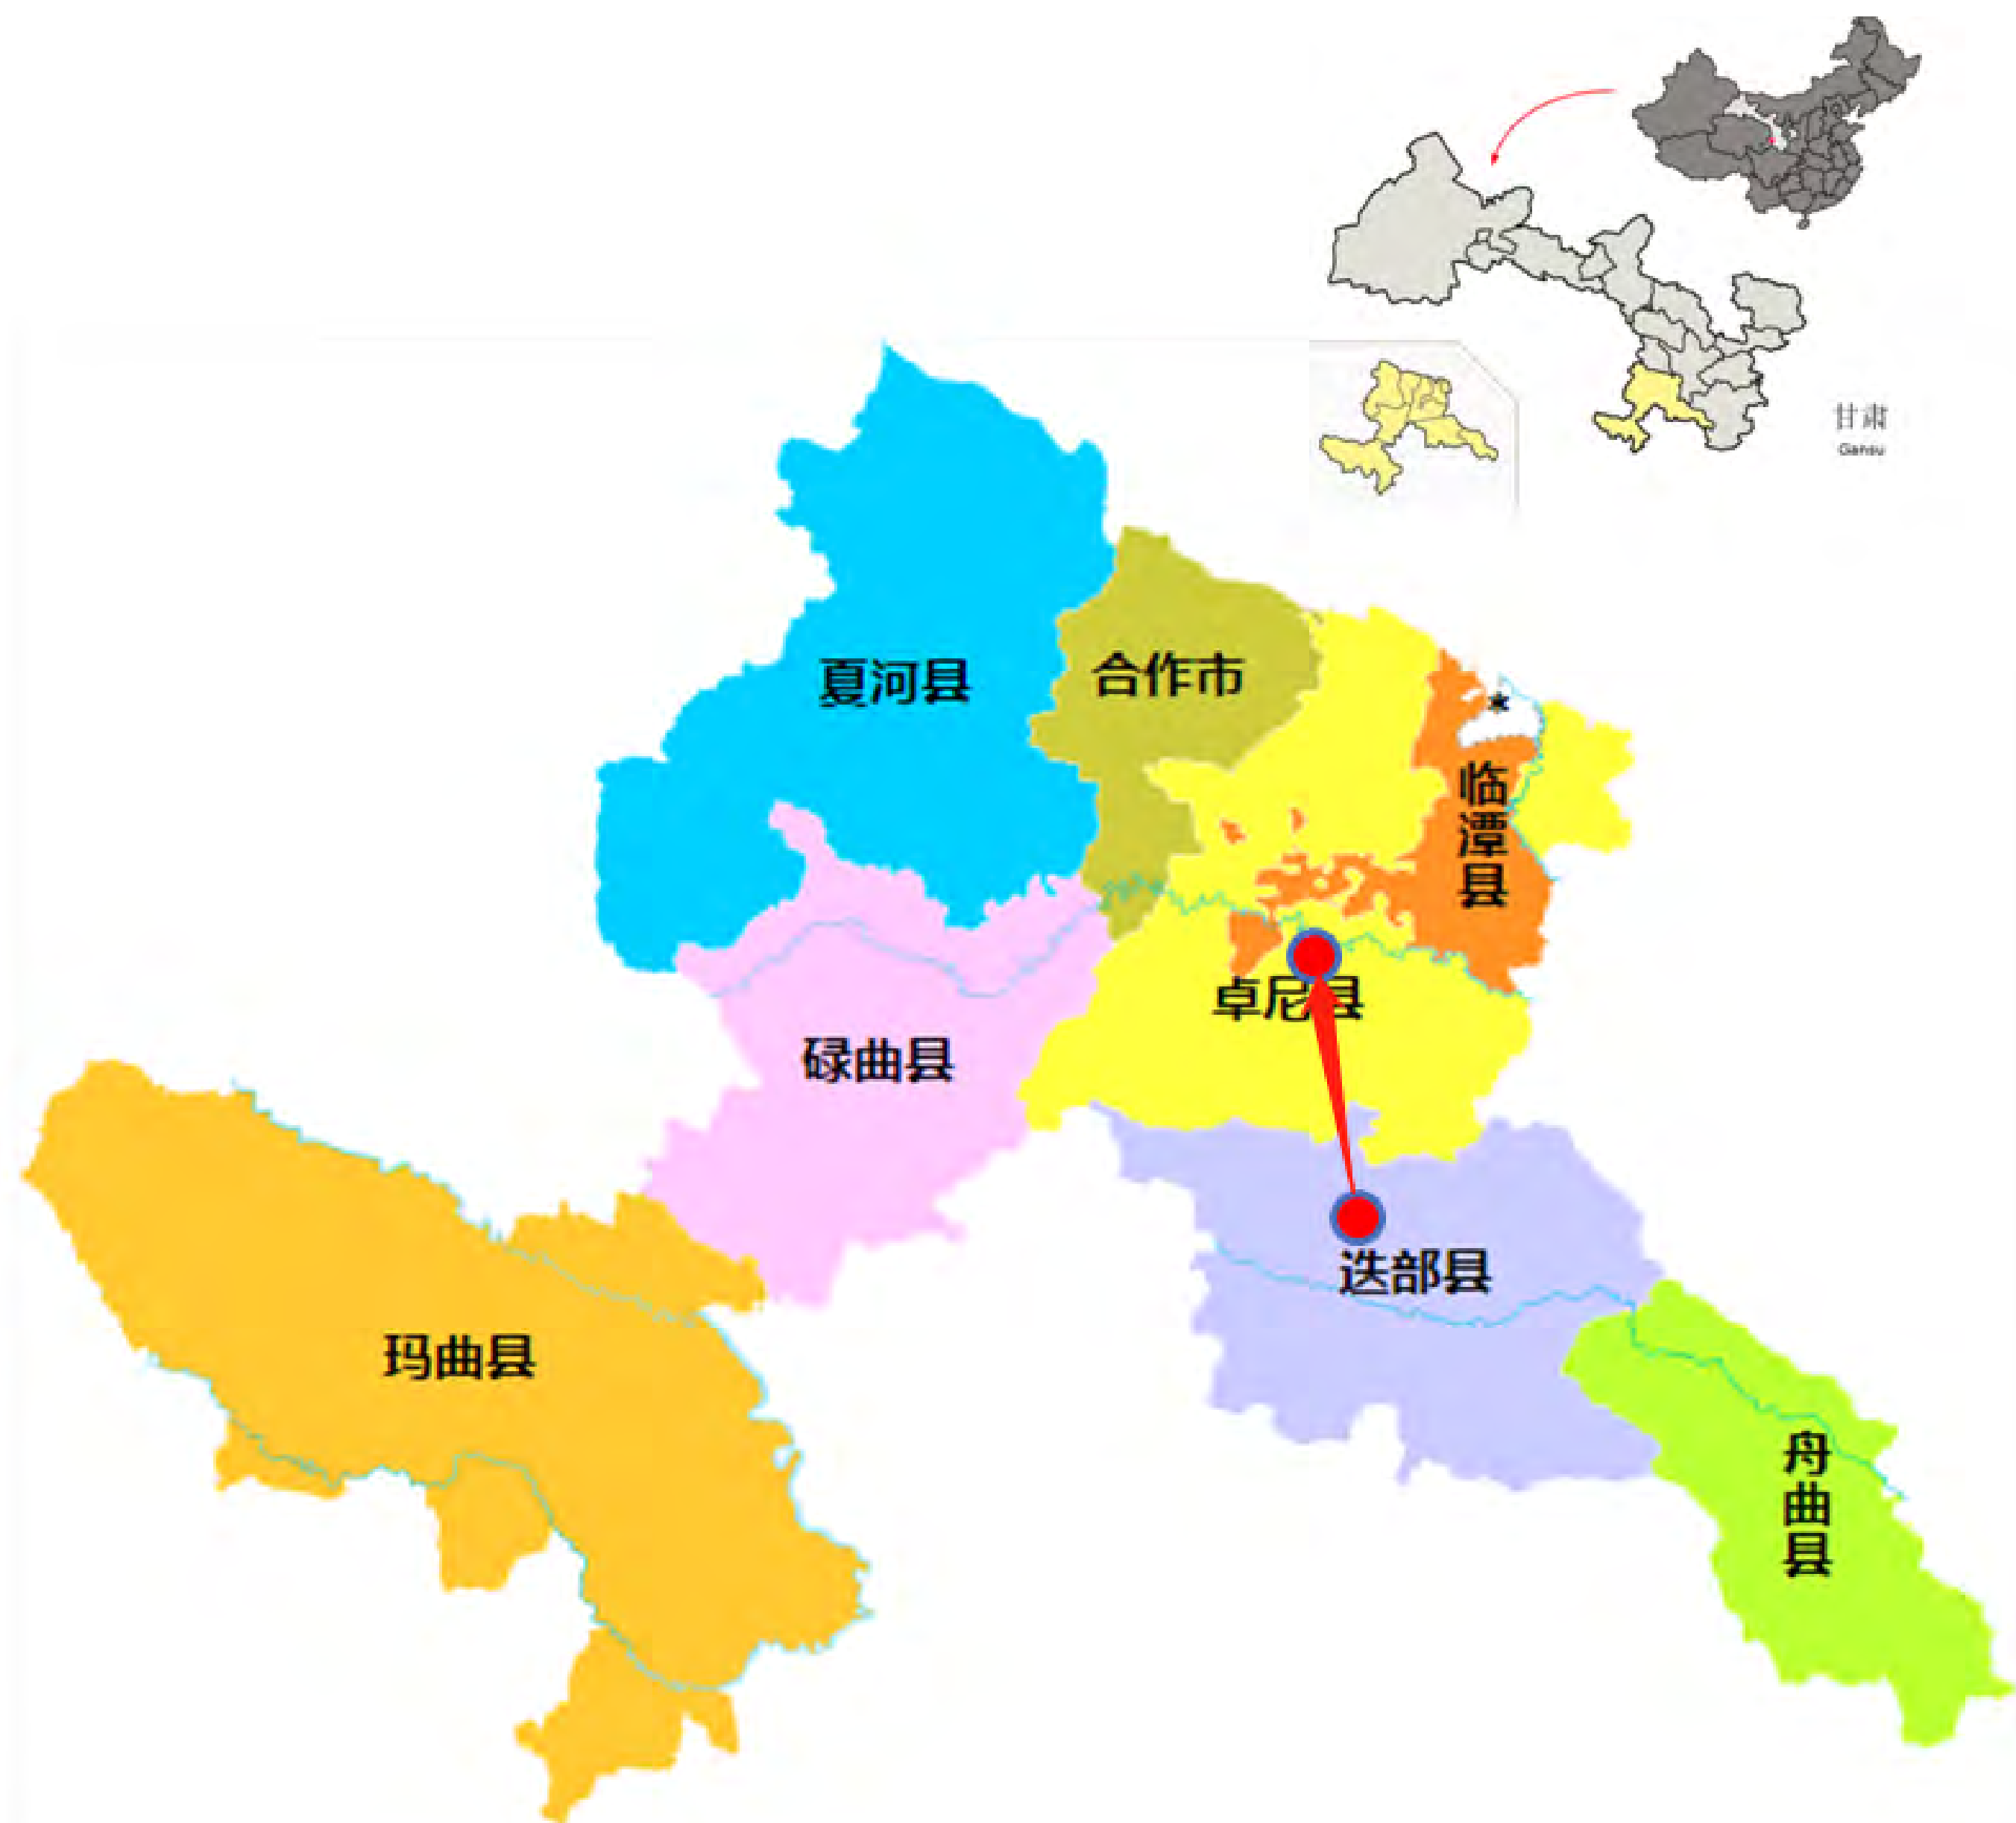 甘肃
Gansu
夏河县
合作市
*
临潭县
卓尼县
碌曲县
迭部县
玛曲县
舟曲县